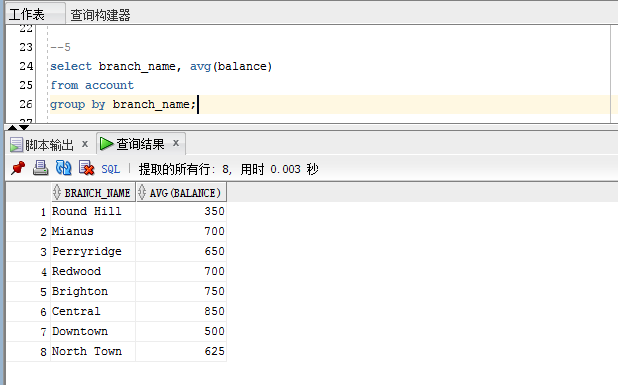 工作表 查询构建器
22
23 --5
24 select branch_name, avg(balance)
25 from account
26 group by branch_name;
27
脚本输出 x 查询结果 x
SQL | 提取的所有行: 8, 用时 0.003 秒
BRANCH_NAME AVG(BALANCE)
1 Round Hill 350
2 Mianus 700
3 Perryridge 650
4 Redwood 700
5 Brighton 750
6 Central 850
7 Downtown 500
8 North Town 625